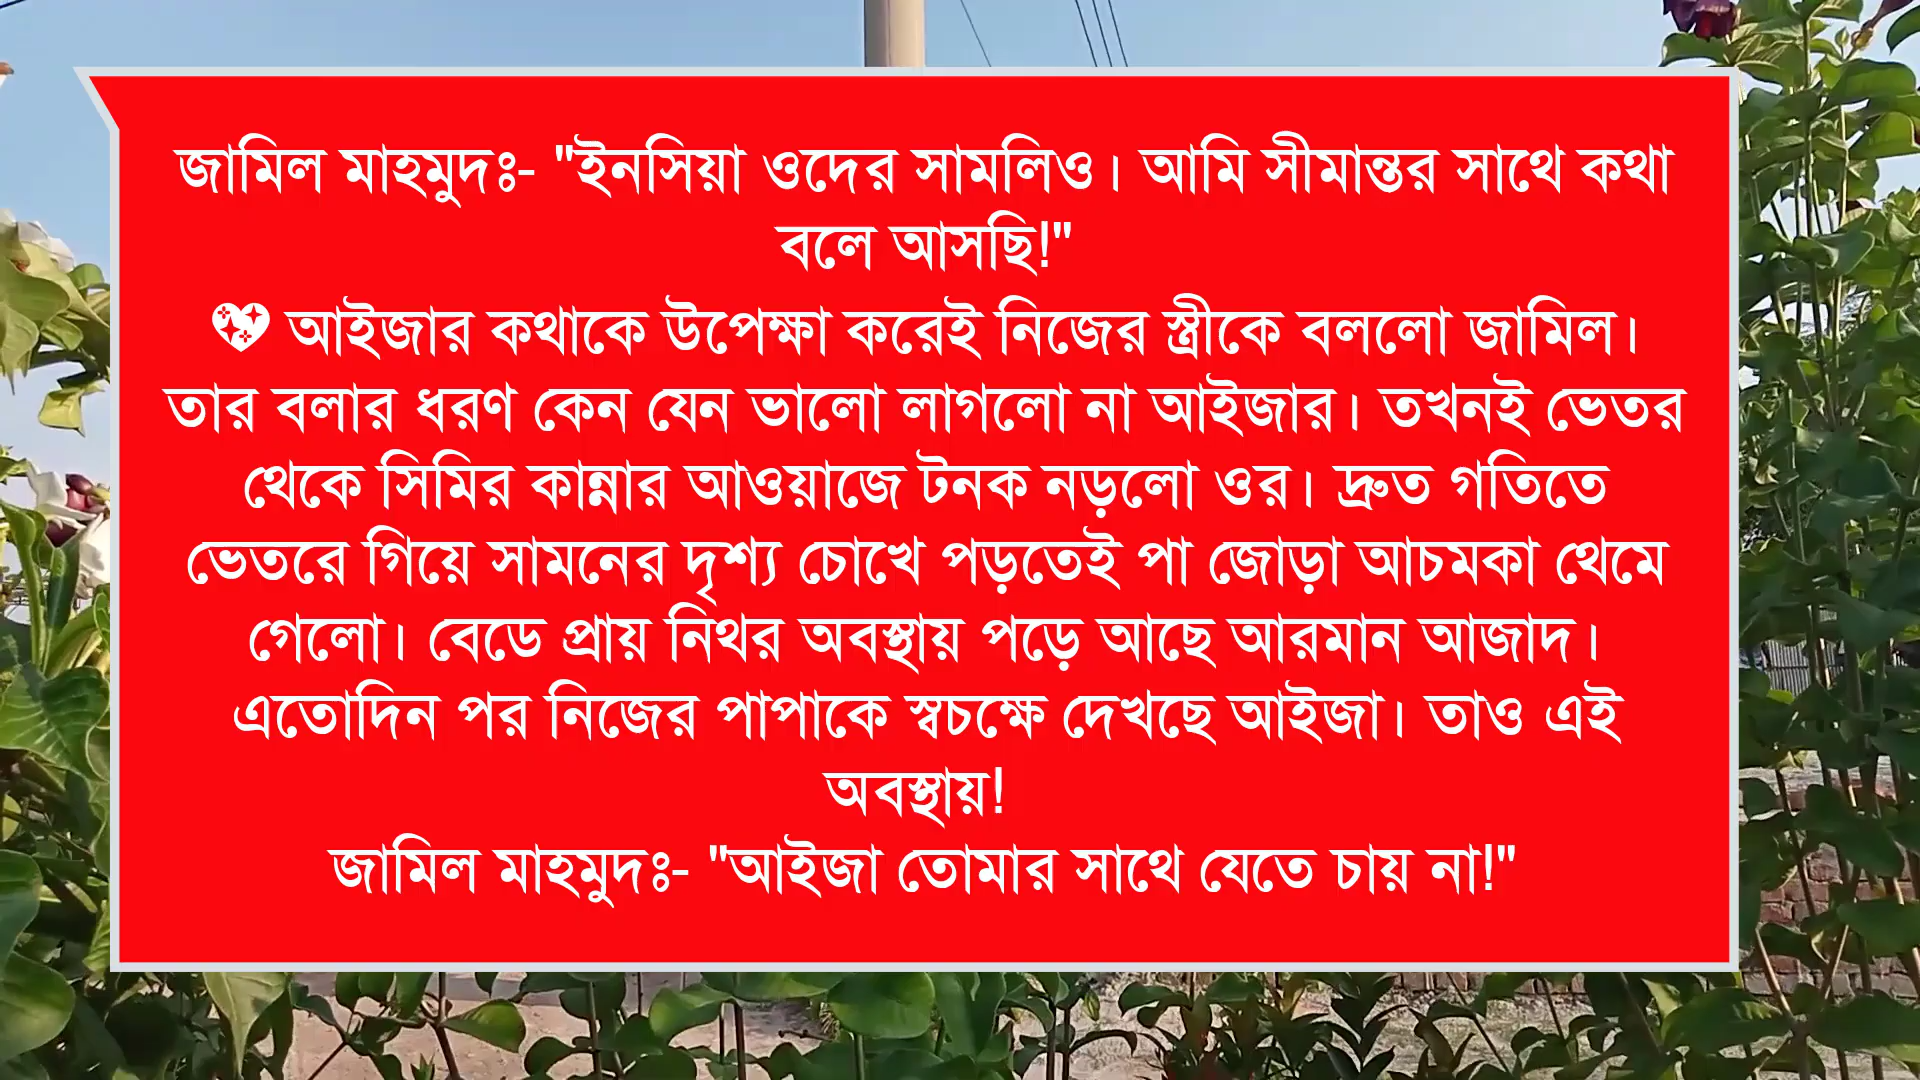 জামিল মাহমুদঃ- "ইনসিয়া ওদের সামলিও। আমি সীমান্তর সাথে কথা
বলে আসছি!"
💖 আইজার কথাকে উপেক্ষা করেই নিজের স্ত্রীকে বললো জামিল।
তার বলার ধরণ কেন যেন ভালো লাগলো না আইজার। তখনই ভেতর
থেকে সিমির কান্নার আওয়াজে টনক নড়লো ওর। দ্রুত গতিতে
ভেতরে গিয়ে সামনের দৃশ্য চোখে পড়তেই পা জোড়া আচমকা থেমে
গেলো। বেডে প্রায় নিথর অবস্থায় পড়ে আছে আরমান আজাদ।
এতোদিন পর নিজের পাপাকে স্বচক্ষে দেখছে আইজা। তাও এই
অবস্থায়!
জামিল মাহমুদঃ- "আইজা তোমার সাথে যেতে চায় না!"